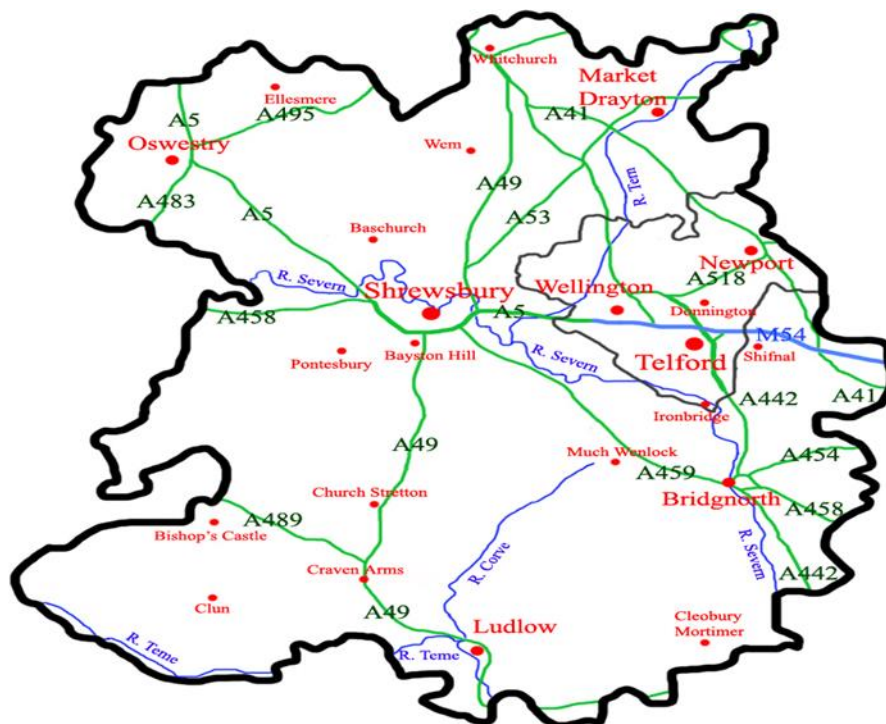 Whitchurch
Market
Drayton
Ellesmere
A5
A495
A41
Oswestry
Wem
A49
R. Tern
A483
A5
A53
Baschurch
Newport
R. Severn
Shrewsbury
Wellington
A518
Donnington
A458
A5
M54
Pontesbury
Bayston Hill
R. Severn
Telford
Shifnal
A41
A442
Ironbridge
A49
Much Wenlock
A459
A454
Bridgnorth
Church Stretton
A489
A458
Bishop's Castle
R. Corve
R. Severn
Craven Arms
A442
Clun
A49
Ludlow
Cleobury
Mortimer
R. Teme
R. Teme